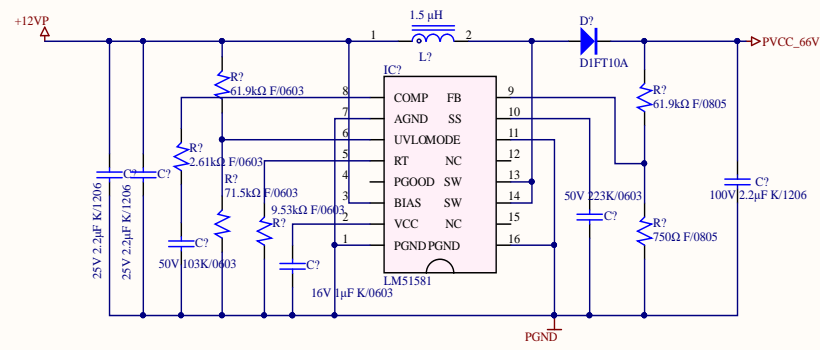 +12VP
1.5 μH
1
2
L?
D?
D1FT10A
PVCC_66V
IC?
R?
61.9kΩ F/0603
R?
2.61kΩ F/0603
R?
71.5kΩ F/0603
9.53kΩ F/0603
R?
C?
25V 2.2μF K/1206
C?
25V 2.2μF K/1206
C?
50V 103K/0603
C?
16V 1μF K/0603
8 COMP FB 9
7 AGND SS 10
6 UVLOMODE 11
5 RT NC 12
4 PGOOD SW 13
3 BIAS SW 14
2 VCC NC 15
1 PGND PGND 16
LM51581
50V 223K/0603
C?
R?
61.9kΩ F/0805
R?
750Ω F/0805
C?
100V 2.2μF K/1206
PGND